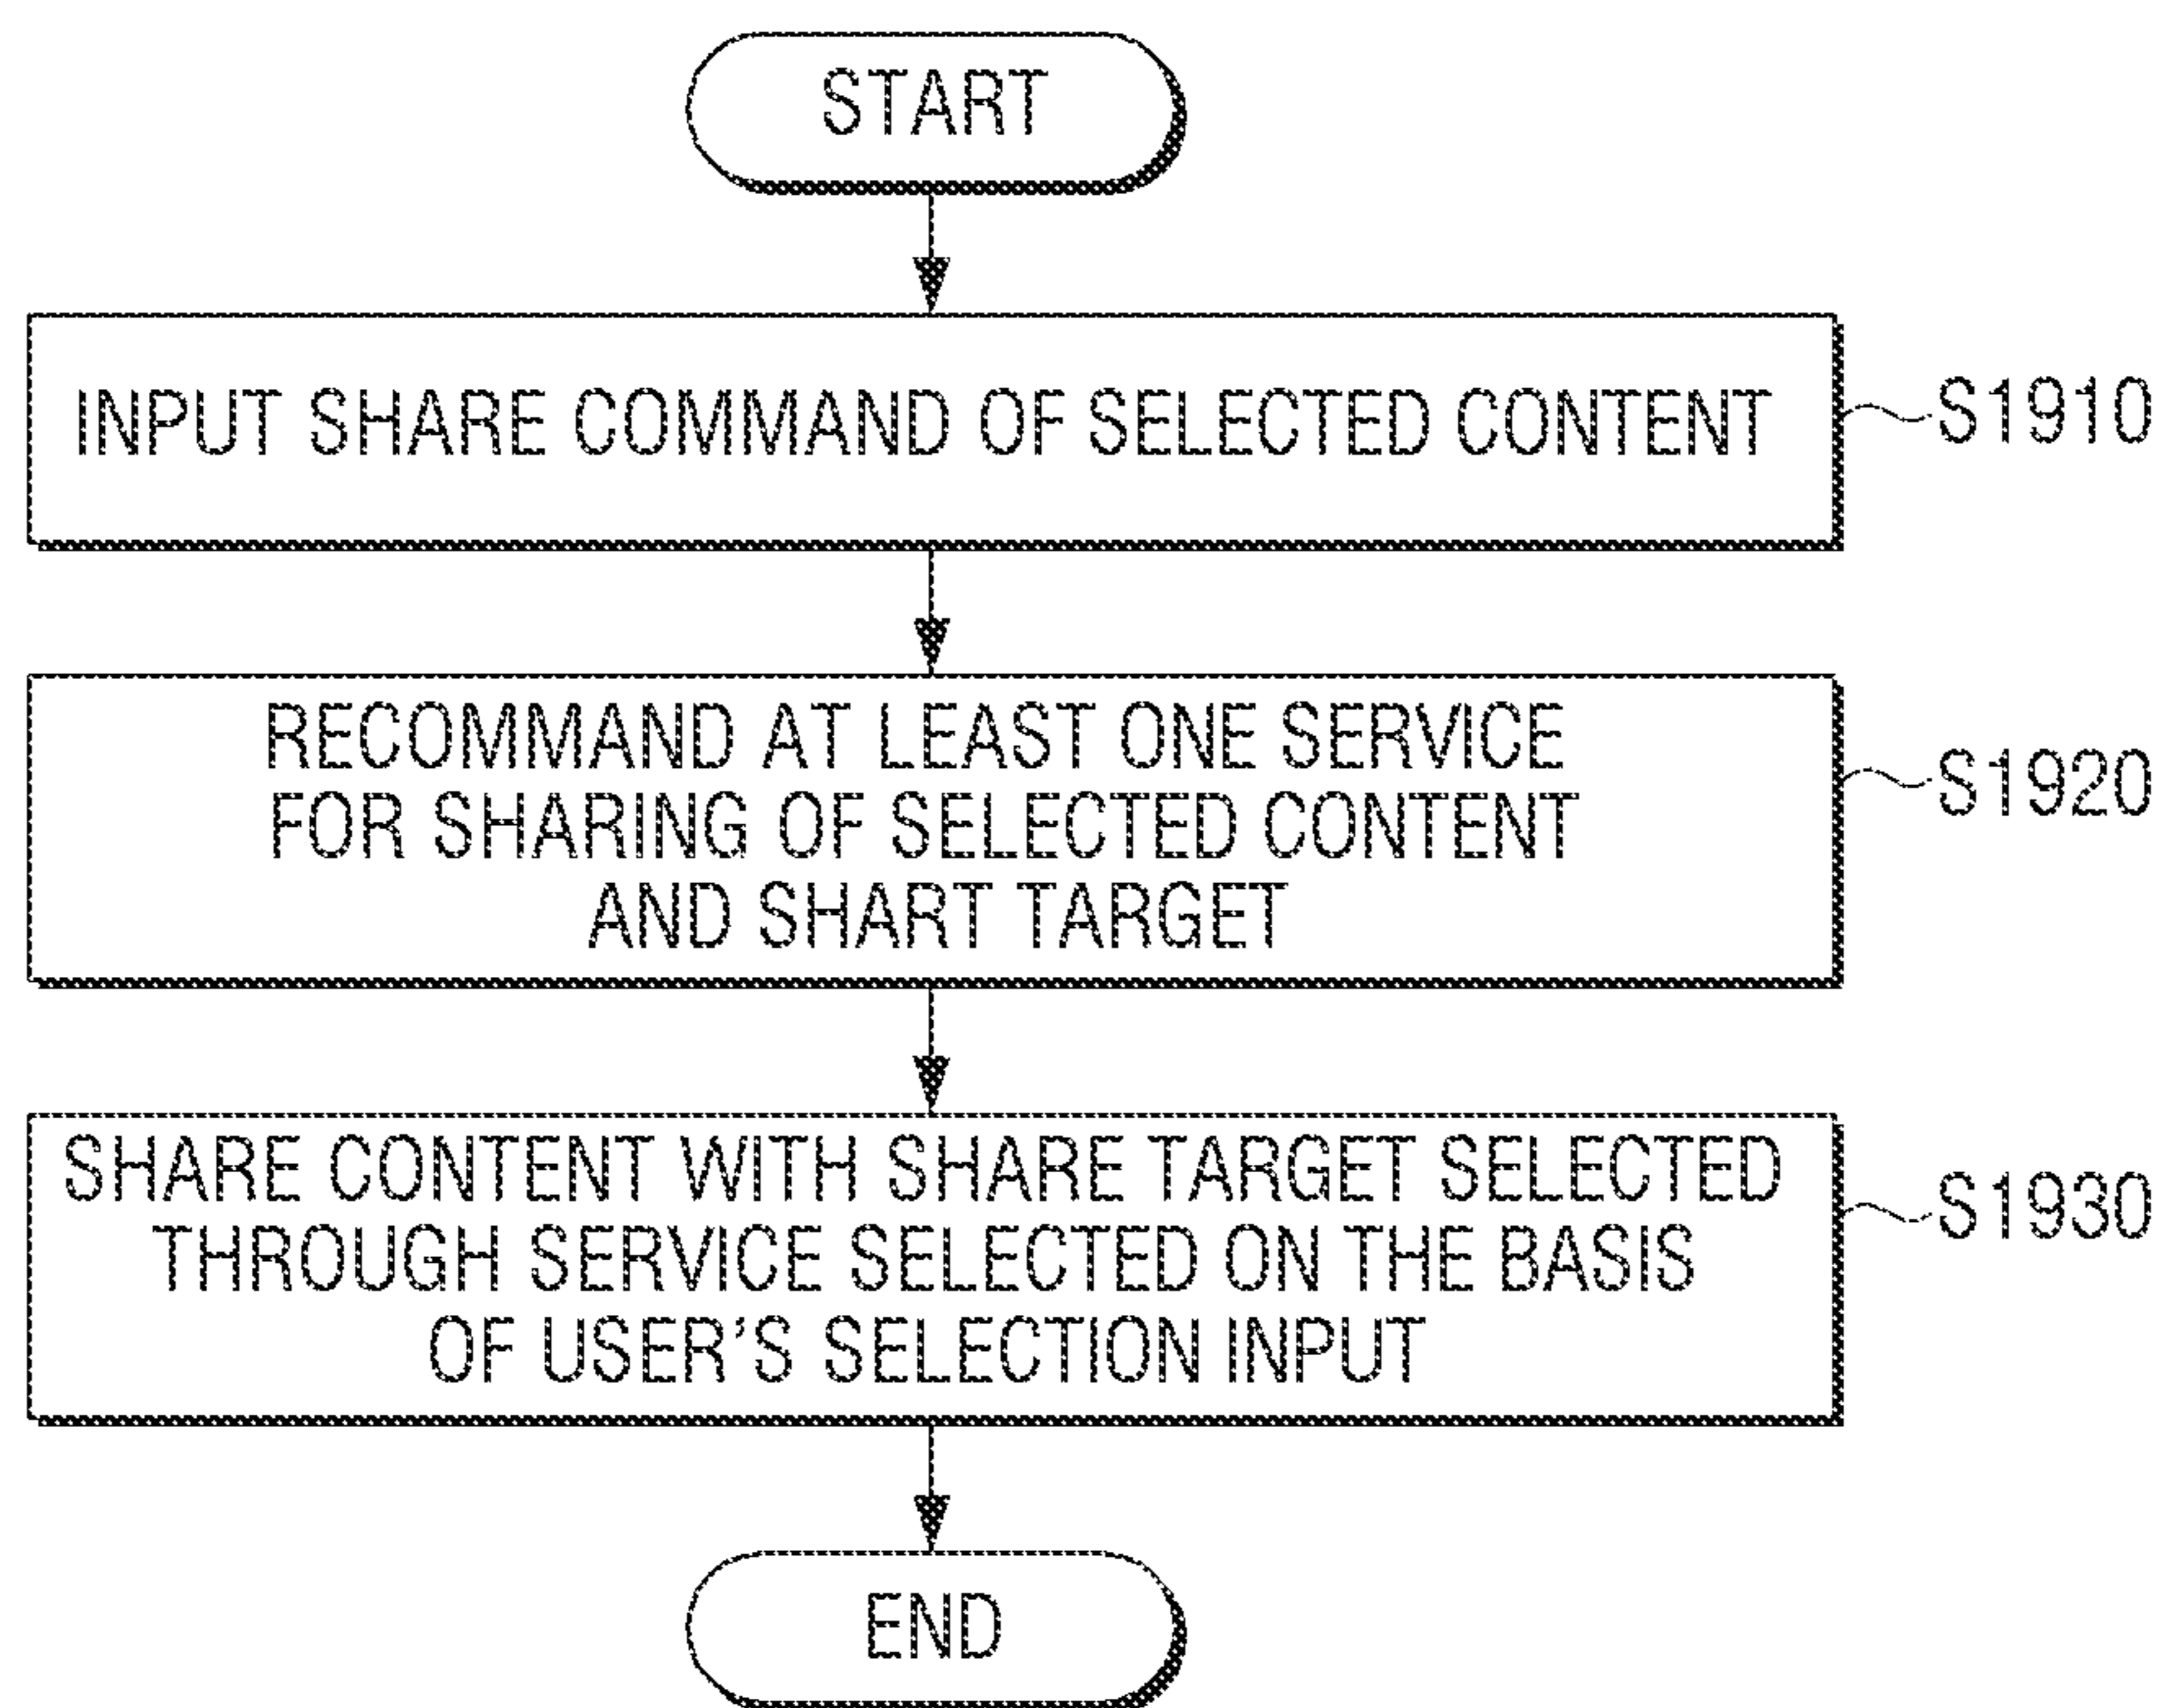 START
INPUT SHARE COMMAND OF SELECTED CONTENT
S1910
RECOMMAND AT LEAST ONE SERVICE
FOR SHARING OF SELECTED CONTENT
AND SHART TARGET
S1920
SHARE CONTENT WITH SHARE TARGET SELECTED
THROUGH SERVICE SELECTED ON THE BASIS
OF USER'S SELECTION INPUT
S1930
END